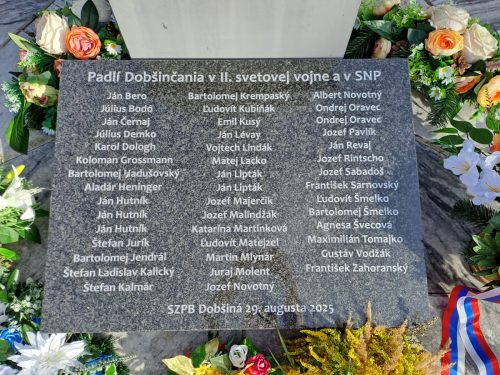 Padlí Dobšinčania v II. svetovej vojne a v SNP
Ján Bero
Július Bodo
Ján Černaj
Július Demko
Karol Dologh
Koloman Grossmann
Bartolomej Vadušovský
Aladár Heninger
Ján Hutník
Ján Hutník
Ján Hutník
Štefan Jurík
Bartolomej Jendrál
Štefan Ladislav Kalický
Štefan Kalmár
Bartolomej Krempaský
Ľudovít Kubiňák
Emil Kusý
Ján Lévay
Vojtech Lindák
Matej Lacko
Ján Lipták
Ján Lipták
Jozef Majerčik
Jozef Malindžák
Katarína Martinková
Ľudovít Matejzel
Martin Mlynár
Juraj Molent
Jozef Novotný
Albert Novotný
Ondrej Oravec
Ondrej Oravec
Jozef Pavlík
Ján Revaj
Jozef Rintscho
Jozef Sabadoš
František Sarnovský
Ľudovít Šmelko
Bartolomej Šmelko
Agnesa Švecová
Maximilián Tomajko
Gustáv Vodžák
František Zahoranský
SZPB Dobšiná 29. augusta 2025